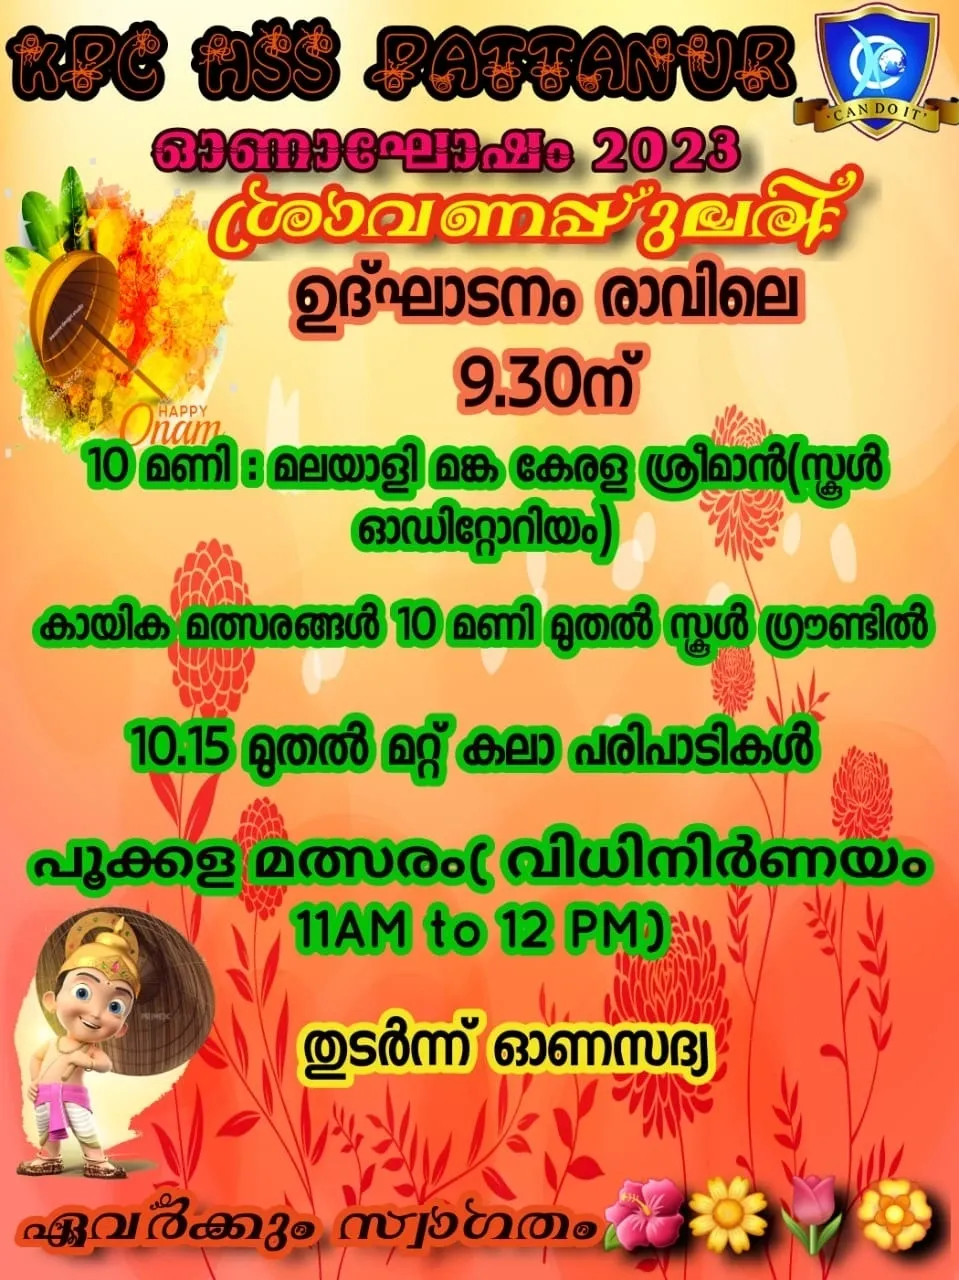 KPC HSS PATTANUR
CAN DO IT
ഓണാഘോഷം 2023
ശ്രാവണപ്പുലരി
ഉദ്ഘാടനം രാവിലെ
9.30ന്
HAPPY
Onam
10 മണി : മലയാളി മങ്ക കേരള ശ്രീമാൻ(സ്കൂൾ
ഓഡിറ്റോറിയം)
കായിക മത്സരങ്ങൾ 10 മണി മുതൽ സ്കൂൾ ഗ്രൗണ്ടിൽ
10.15 മുതൽ മറ്റ് കലാ പരിപാടികൾ
പൂക്കള മത്സരം( വിധിനിർണയം
11AM to 12 PM)
തുടർന്ന് ഓണസദ്യ
ഏവർക്കും സ്വാഗതം